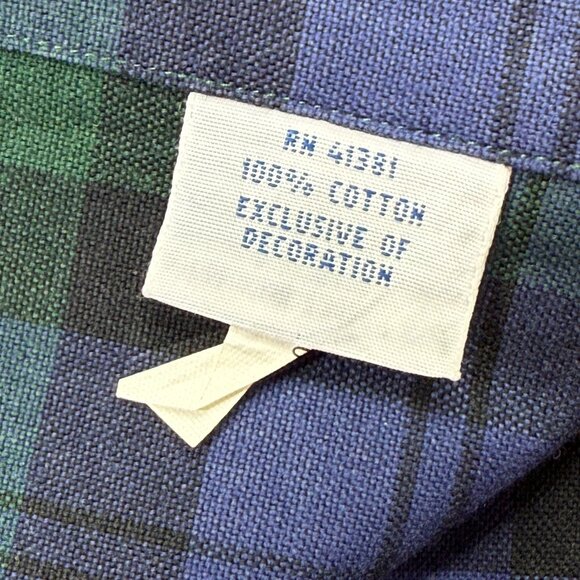 RN 41381
100% COTTON
EXCLUSIVE OF
DECORATION